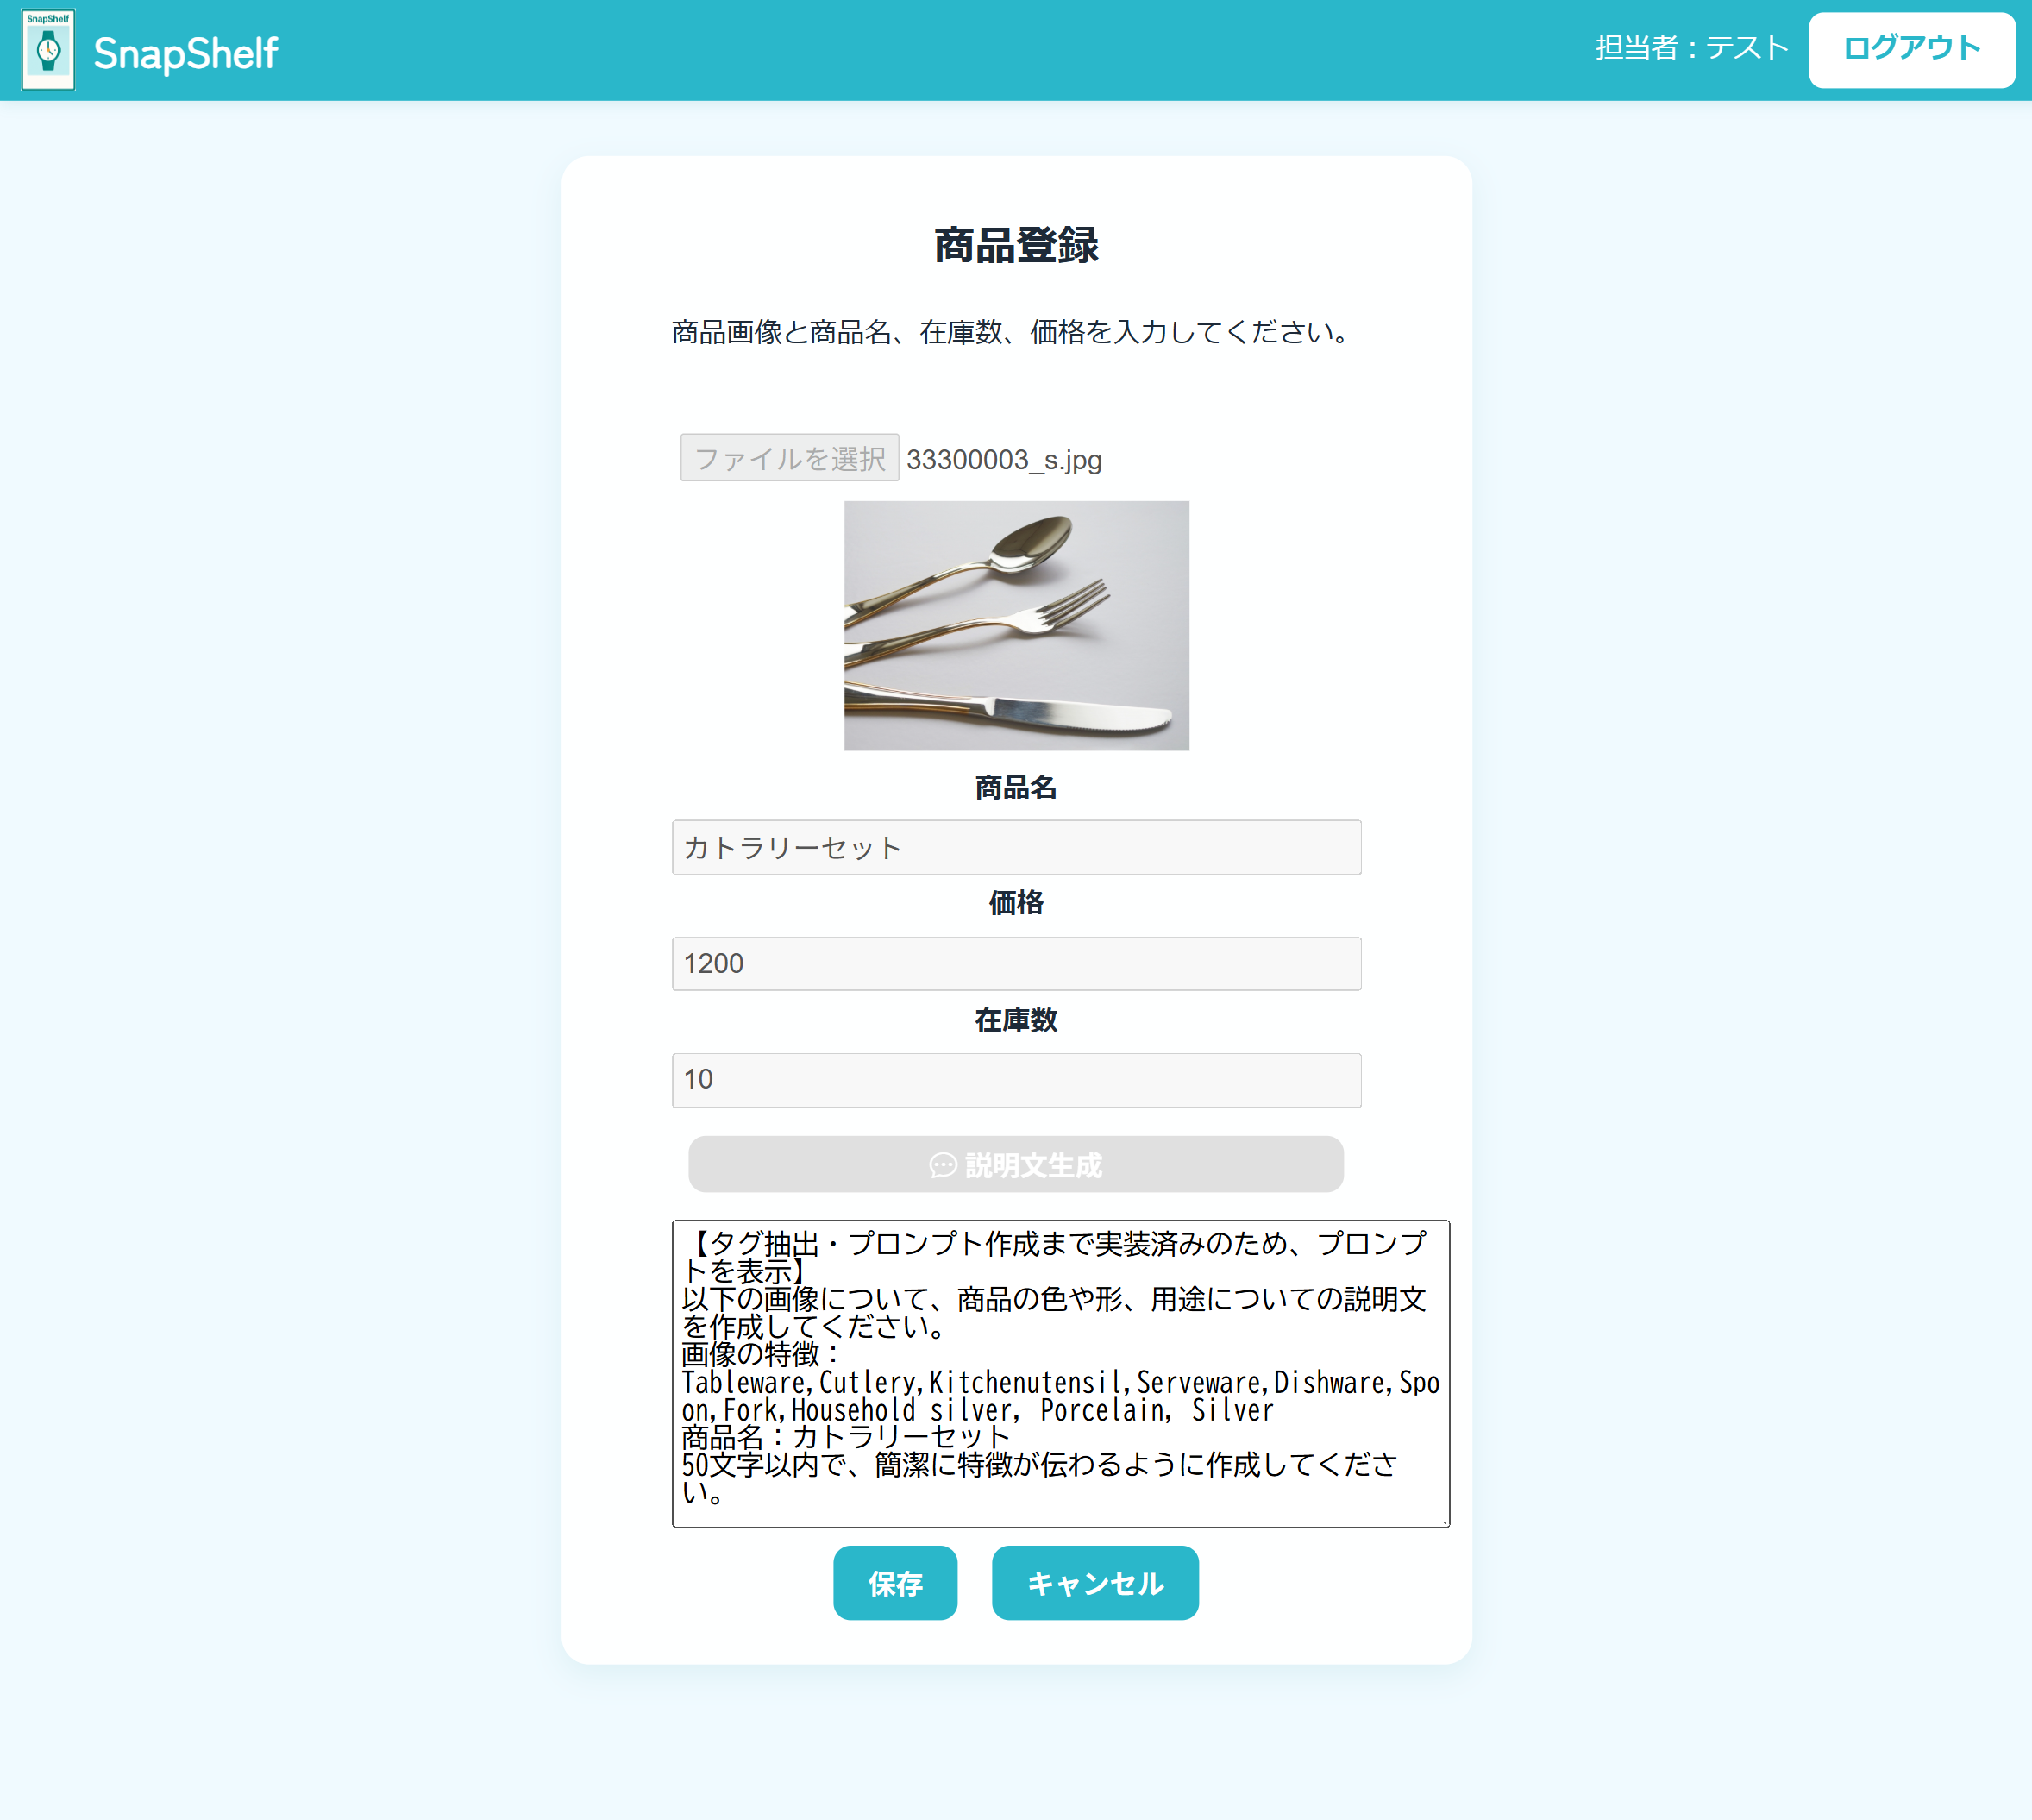 SnapShelf
SnapShelf
担当者：テスト
ログアウト
商品登録
商品画像と商品名、在庫数、価格を入力してください。
ファイルを選択 33300003_s.jpg
商品名
カトラリーセット
価格
1200
在庫数
10
説明文生成
【タグ抽出・プロンプト作成まで実装済みのため、プロンプ
トを表示】
以下の画像について、商品の色や形、用途についての説明文
を作成してください。
画像の特徴：
Tableware,Cutlery,Kitchenutensil,Serveware,Dishware,Spo
on,Fork,Household silver, Porcelain, Silver
商品名：カトラリーセット
50文字以内で、簡潔に特徴が伝わるように作成してくださ
い。
保存
キャンセル